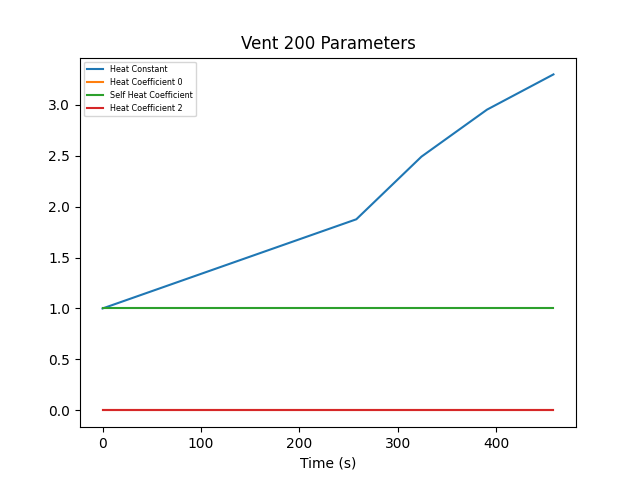 Vent 200 Parameters
Heat Constant
Heat Coefficient 0
Self Heat Coefficient
Heat Coefficient 2
3.0
2.5
2.0
1.5
1.0
0.5
0.0
0 100 200 300 400
Time (s)